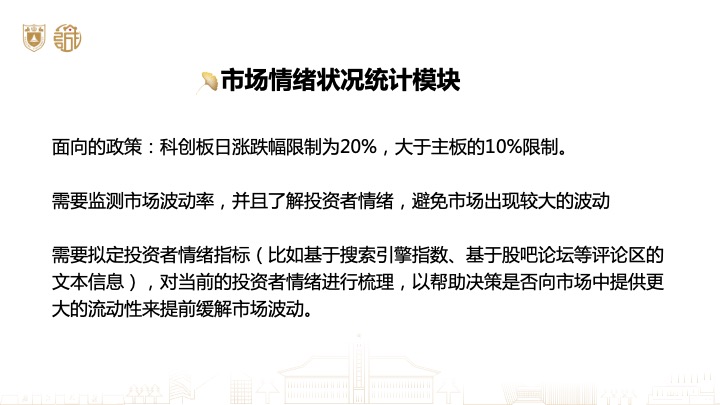 市场情绪状况统计模块
面向的政策：科创板日涨跌幅限制为20%，大于主板的10%限制。
需要监测市场波动率，并且了解投资者情绪，避免市场出现较大的波动
需要拟定投资者情绪指标（比如基于搜索引擎指数、基于股吧论坛等评论区的
文本信息），对当前的投资者情绪进行梳理，以帮助决策是否向市场中提供更
大的流动性来提前缓解市场波动。